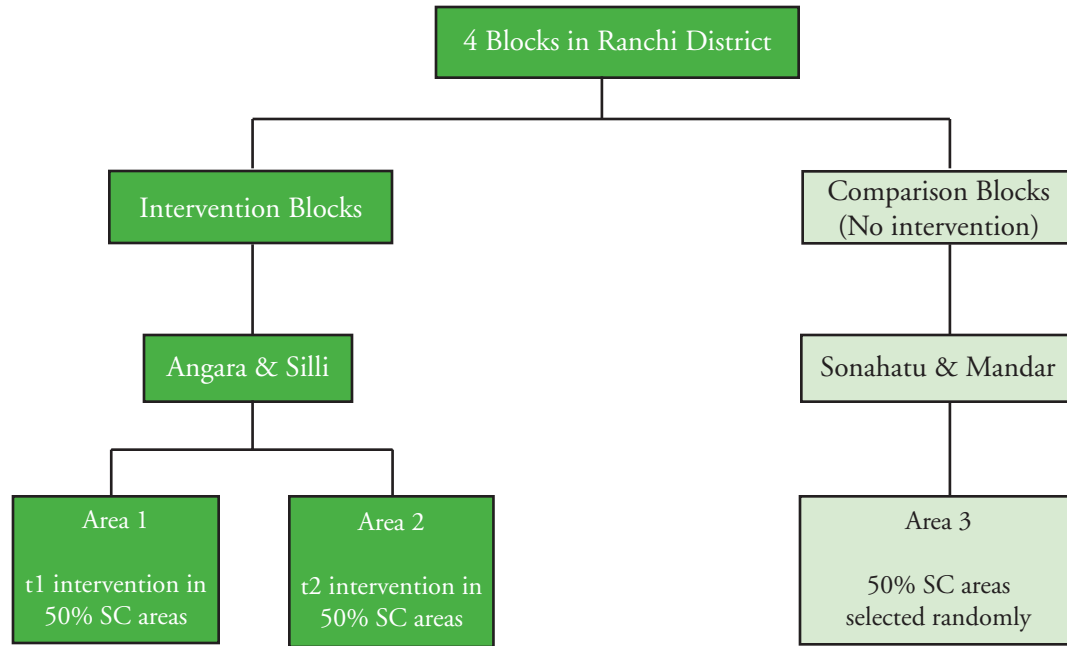 4 Blocks in Ranchi District
Intervention Blocks
Comparison Blocks
(No intervention)
Angara & Silli
Sonahatu & Mandar
Area 1
t1 intervention in
50% SC areas
Area 2
t2 intervention in
50% SC areas
Area 3
50% SC areas
selected randomly